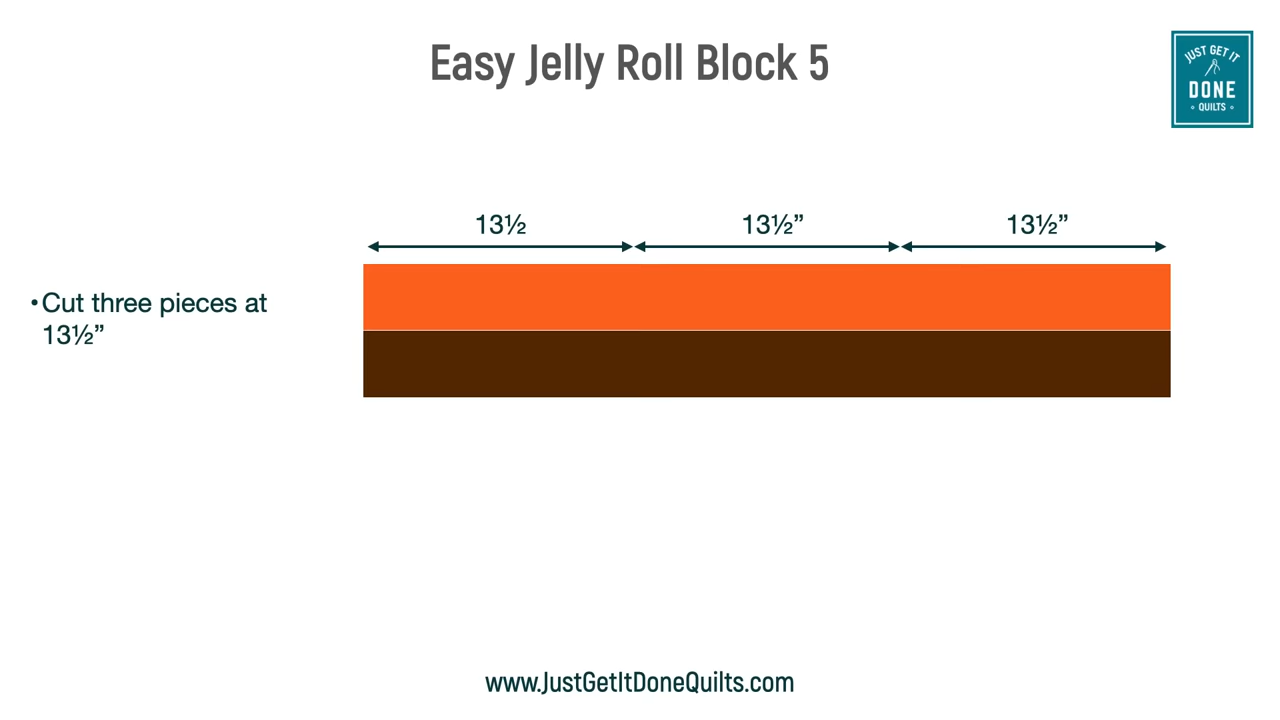 Easy Jelly Roll Block 5
JUST GET IT
DONE
QUILTS
13½
13½”
13½”
•Cut three pieces at
13½”
www.JustGetItDoneQuilts.com